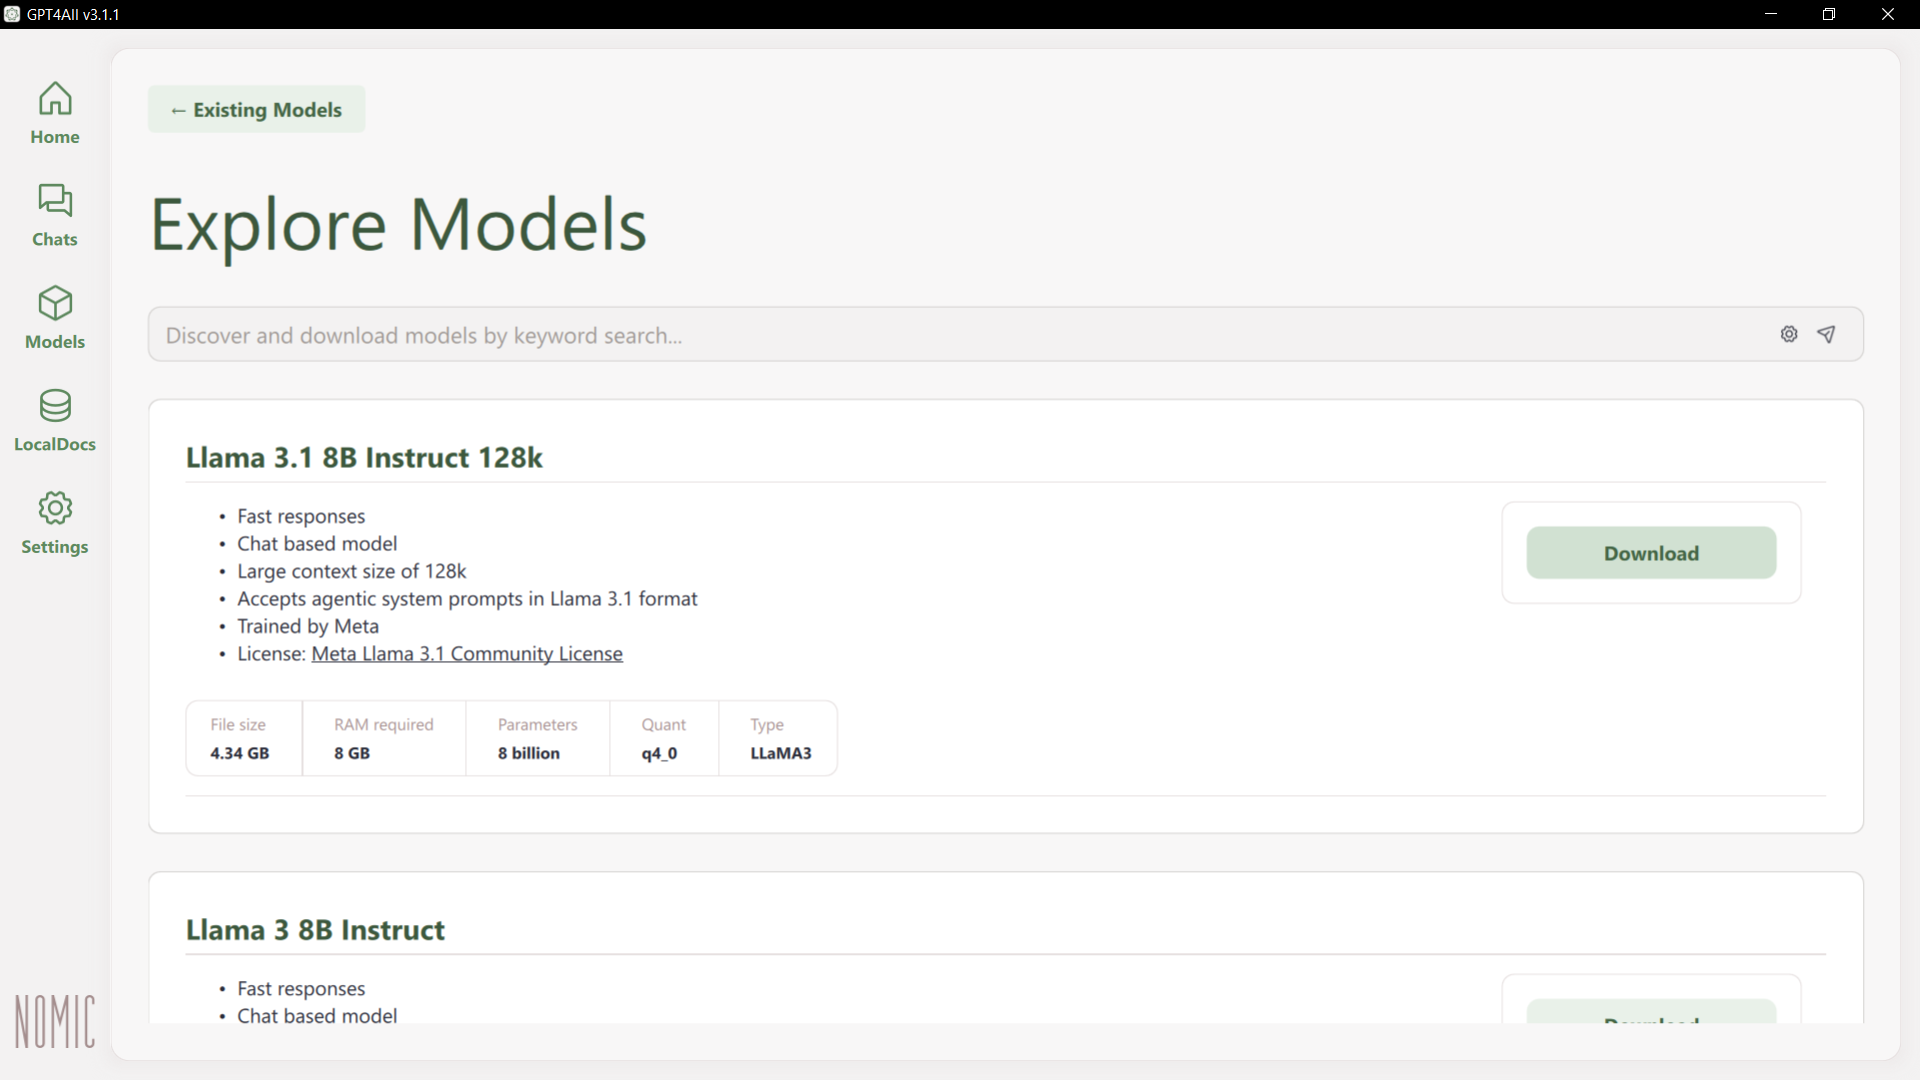 GPT4All v3.1.1
Home
Chats
Models
LocalDocs
Settings
NOMIC
← Existing Models
Explore Models
Discover and download models by keyword search...
Llama 3.1 8B Instruct 128k
• Fast responses
• Chat based model
• Large context size of 128k
• Accepts agentic system prompts in Llama 3.1 format
• Trained by Meta
• License: Meta Llama 3.1 Community License
Download
File size RAM required Parameters Quant Type
4.34 GB 8 GB 8 billion q4_0 LLaMA3
Llama 3 8B Instruct
• Fast responses
• Chat based model
Download